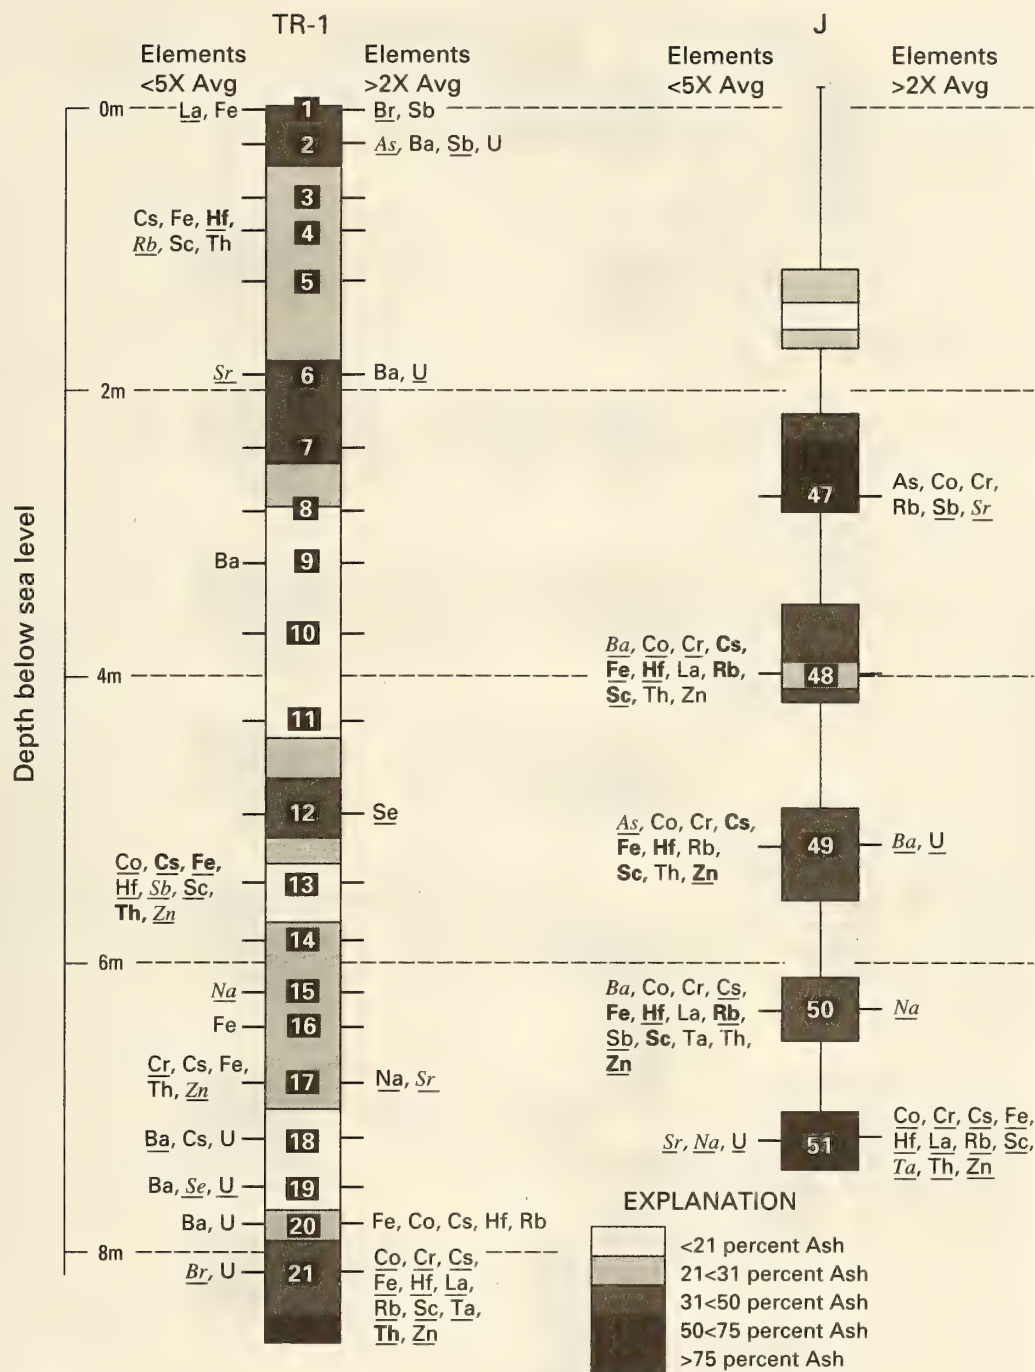 TR-1
J
Elements
<5X Avg
Elements
>2X Avg
Elements
<5X Avg
Elements
>2X Avg
Depth below sea level
0m
La, Fe
1
Br, Sb
2
As, Ba, Sb, U
3
Cs, Fe, Hf,
Rb, Sc, Th
4
5
Sr
6
Ba, U
2m
7
8
Ba
9
10
4m
11
12
Se
Co, Cs, Fe,
Hf, Sb, Sc,
Th, Zn
13
14
6m
Na
15
Fe
16
Cr, Cs, Fe,
Th, Zn
17
Na, Sr
Ba, Cs, U
18
Ba, Se, U
19
Ba, U
20
Fe, Co, Cs, Hf, Rb
8m
Br, U
21
Co, Cr, Cs,
Fe, Hf, La,
Rb, Sc, Ta,
Th, Zn
47
As, Co, Cr,
Rb, Sb, Sr
Ba, Co, Cr, Cs,
Fe, Hf, La, Rb,
Sc, Th, Zn
48
As, Co, Cr, Cs,
Fe, Hf, Rb,
Sc, Th, Zn
49
Ba, U
Ba, Co, Cr, Cs,
Fe, Hf, La, Rb,
Sb, Sc, Ta, Th,
Zn
50
Na
Sr, Na, U
51
Co, Cr, Cs, Fe,
Hf, La, Rb, Sc,
Ta, Th, Zn
EXPLANATION
<21 percent Ash
21<31 percent Ash
31<50 percent Ash
50<75 percent Ash
>75 percent Ash